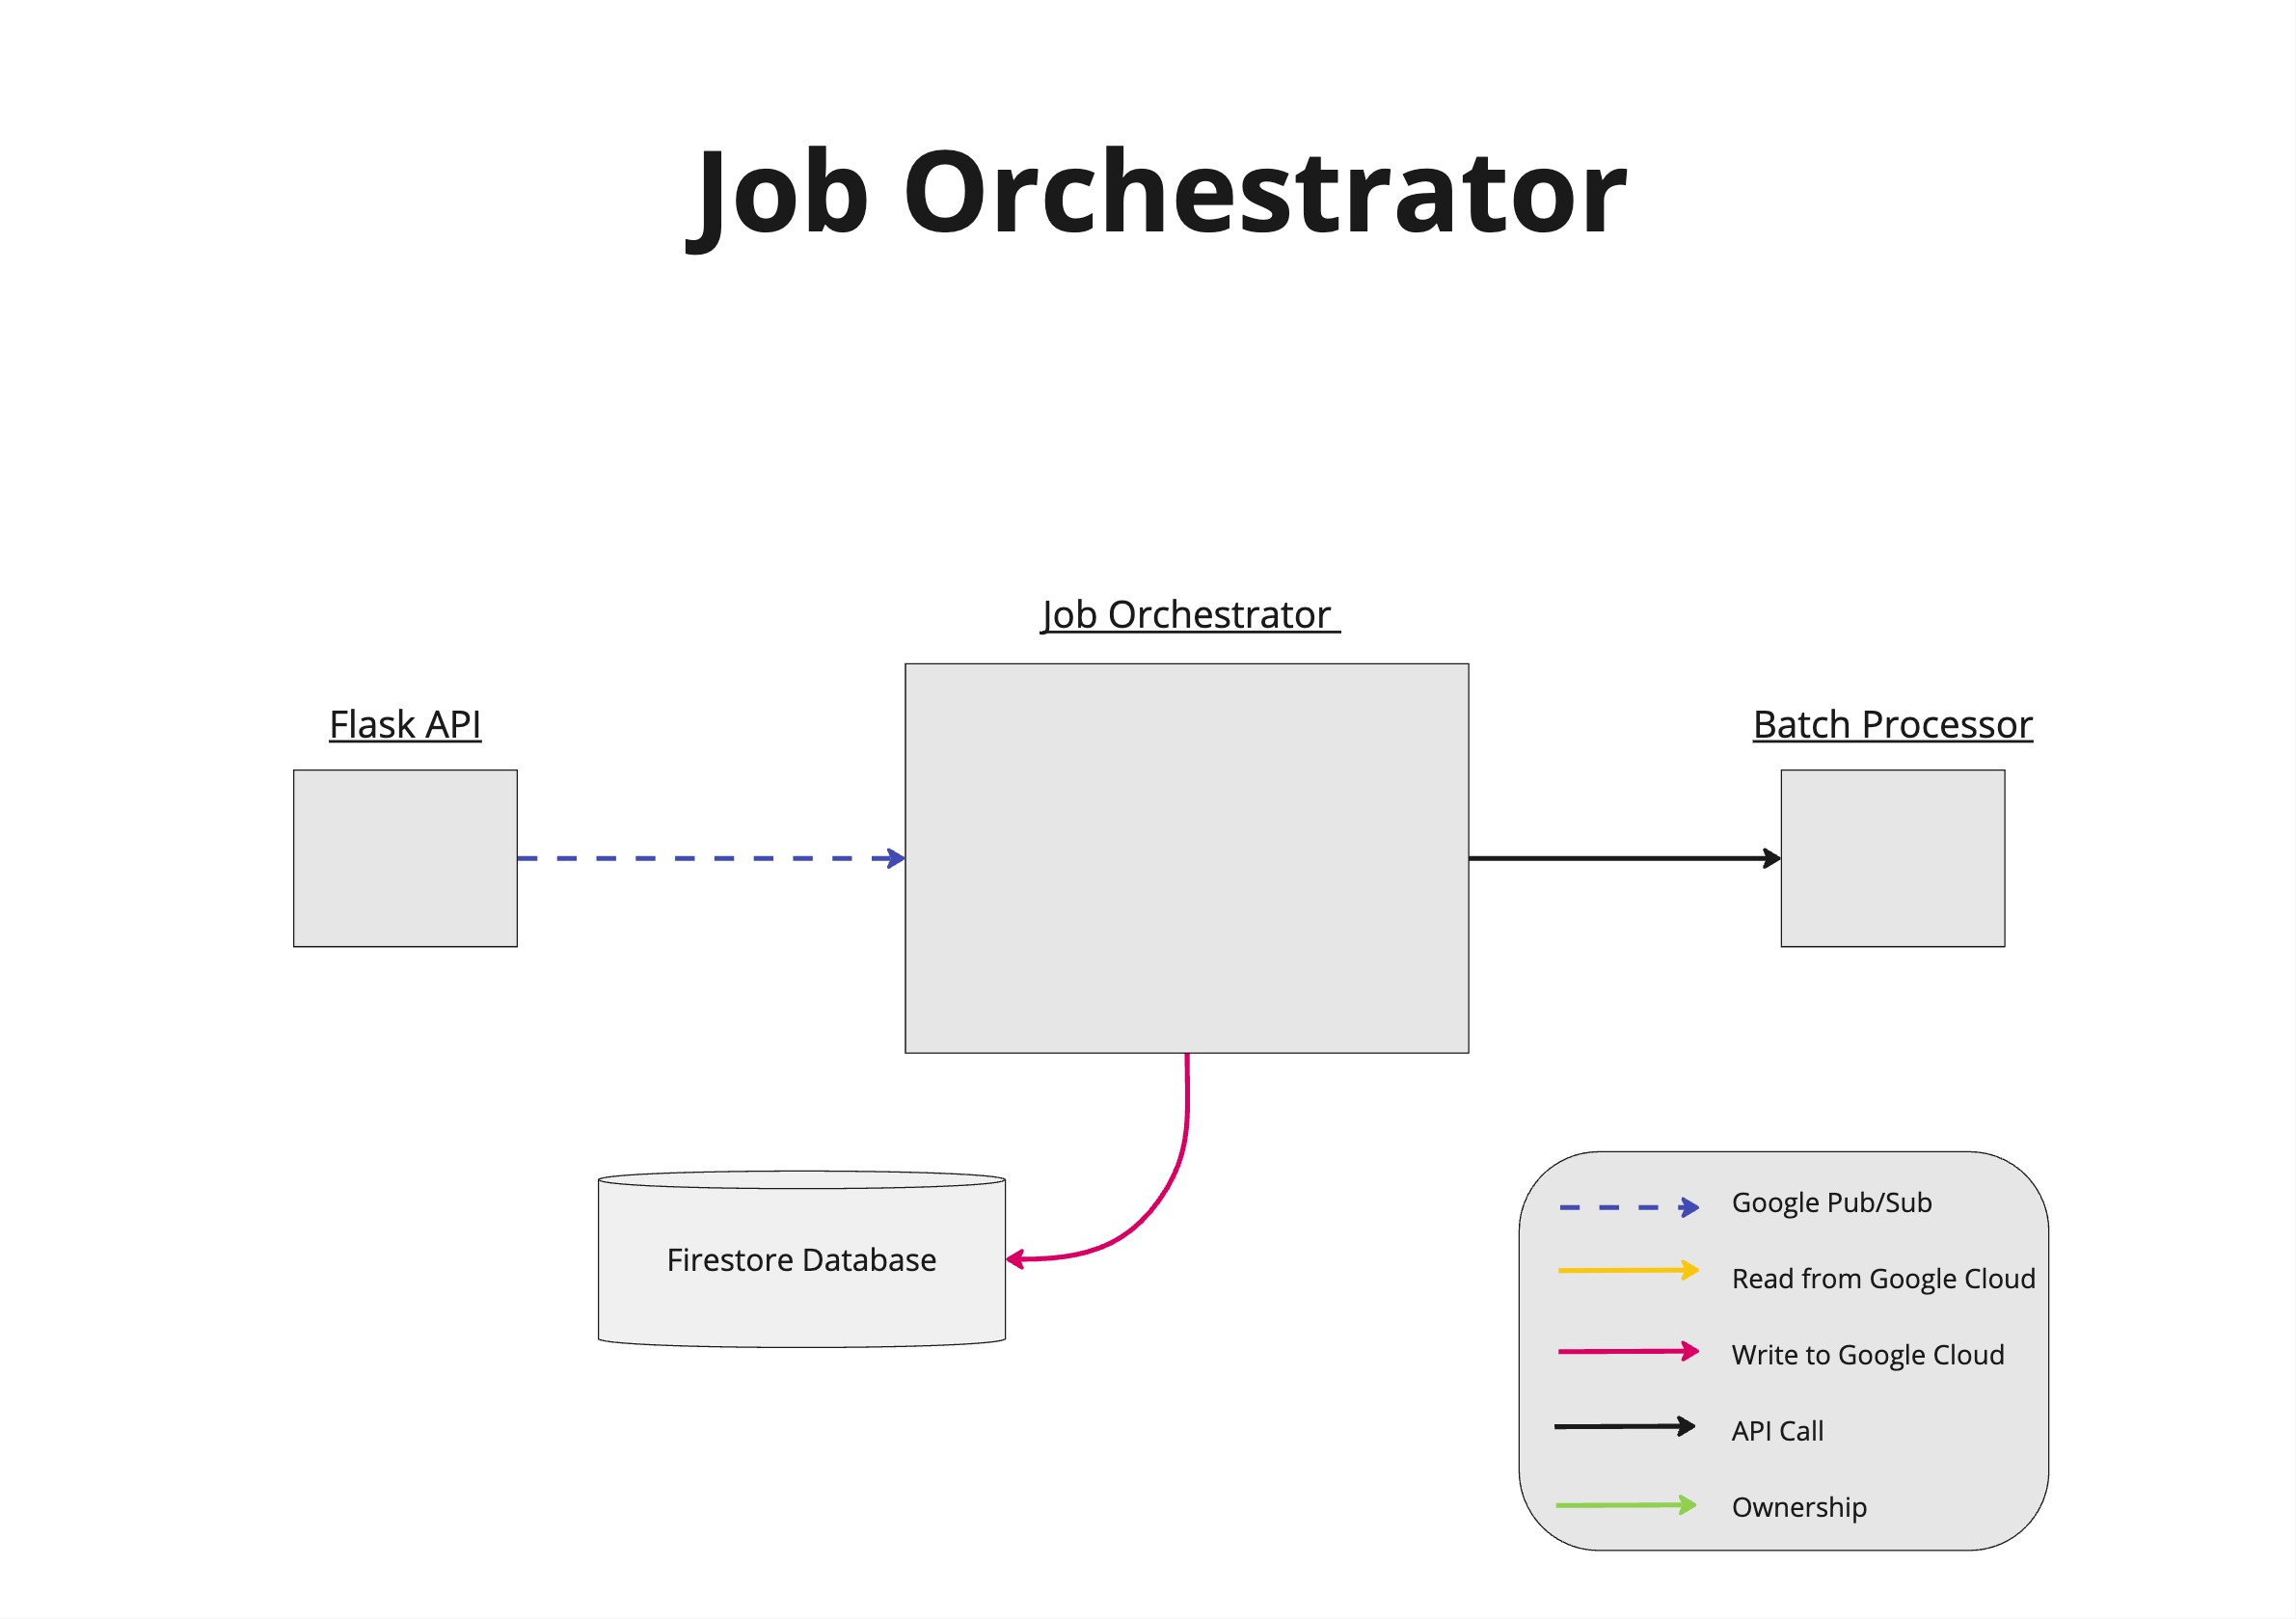 Job Orchestrator
Job Orchestrator
Flask API
Batch Processor
Firestore Database
Google Pub/Sub
Read from Google Cloud
Write to Google Cloud
API Call
Ownership